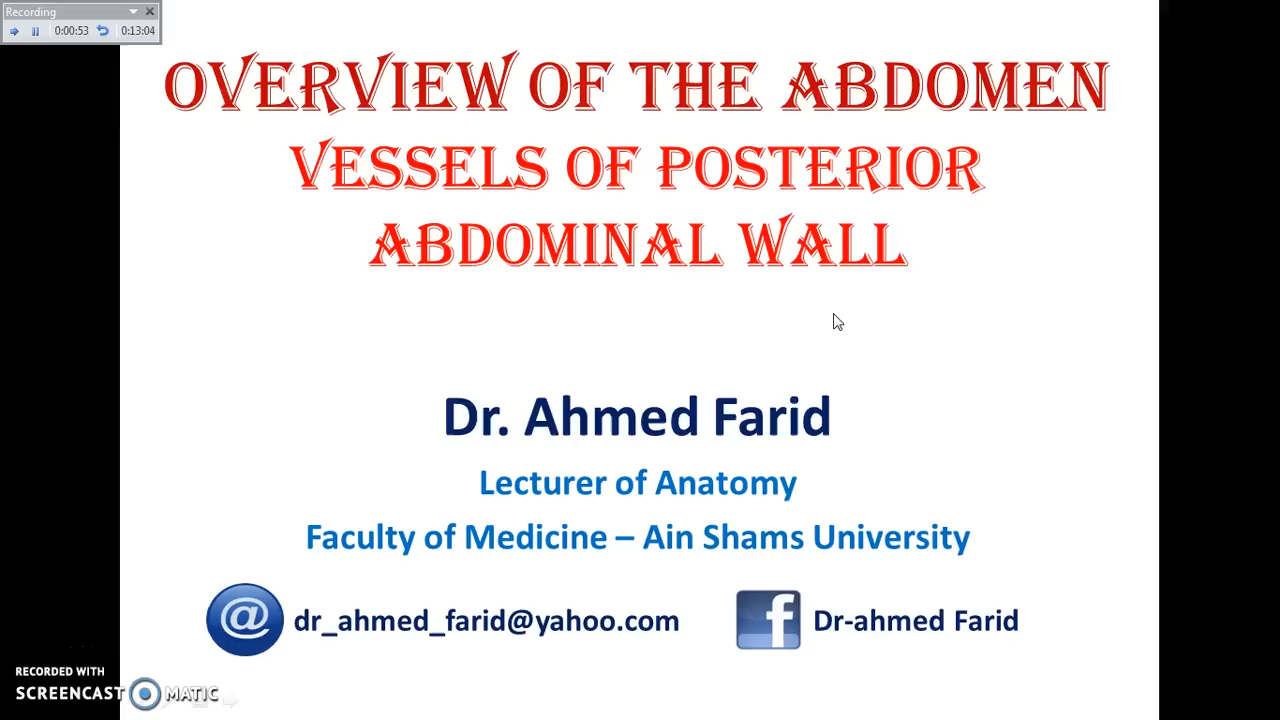 Recording
0:00:53 0:13:04
OVERVIEW OF THE ABDOMEN
VESSELS OF POSTERIOR
ABDOMINAL WALL
Dr. Ahmed Farid
Lecturer of Anatomy
Faculty of Medicine – Ain Shams University
@ dr_ahmed_farid@yahoo.com f Dr-ahmed Farid
RECORDED WITH
SCREENCAST MATIC